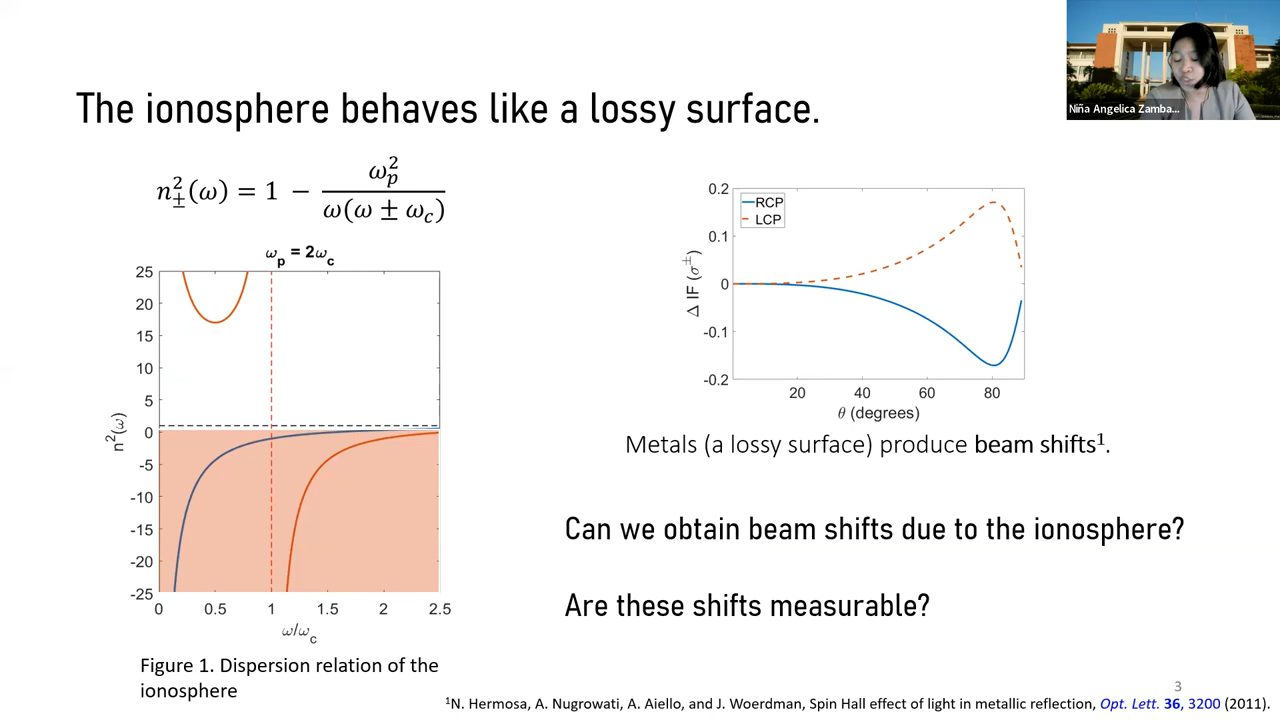 Niña Angelica Zamba...
The ionosphere behaves like a lossy surface.
n²±(ω) = 1 − ωp² / ω(ω ± ωc)
ωp = 2ωc
25
20
15
10
5
0
-5
-10
-15
-20
-25
n²(ω)
0 0.5 1 1.5 2 2.5
ω/ωc
Figure 1. Dispersion relation of the
ionosphere
RCP
LCP
0.2
0.1
0
-0.1
-0.2
Δ IF (σ±)
20 40 60 80
θ (degrees)
Metals (a lossy surface) produce beam shifts¹.
Can we obtain beam shifts due to the ionosphere?
Are these shifts measurable?
3
¹N. Hermosa, A. Nugrowati, A. Aiello, and J. Woerdman, Spin Hall effect of light in metallic reflection, Opt. Lett. 36, 3200 (2011).